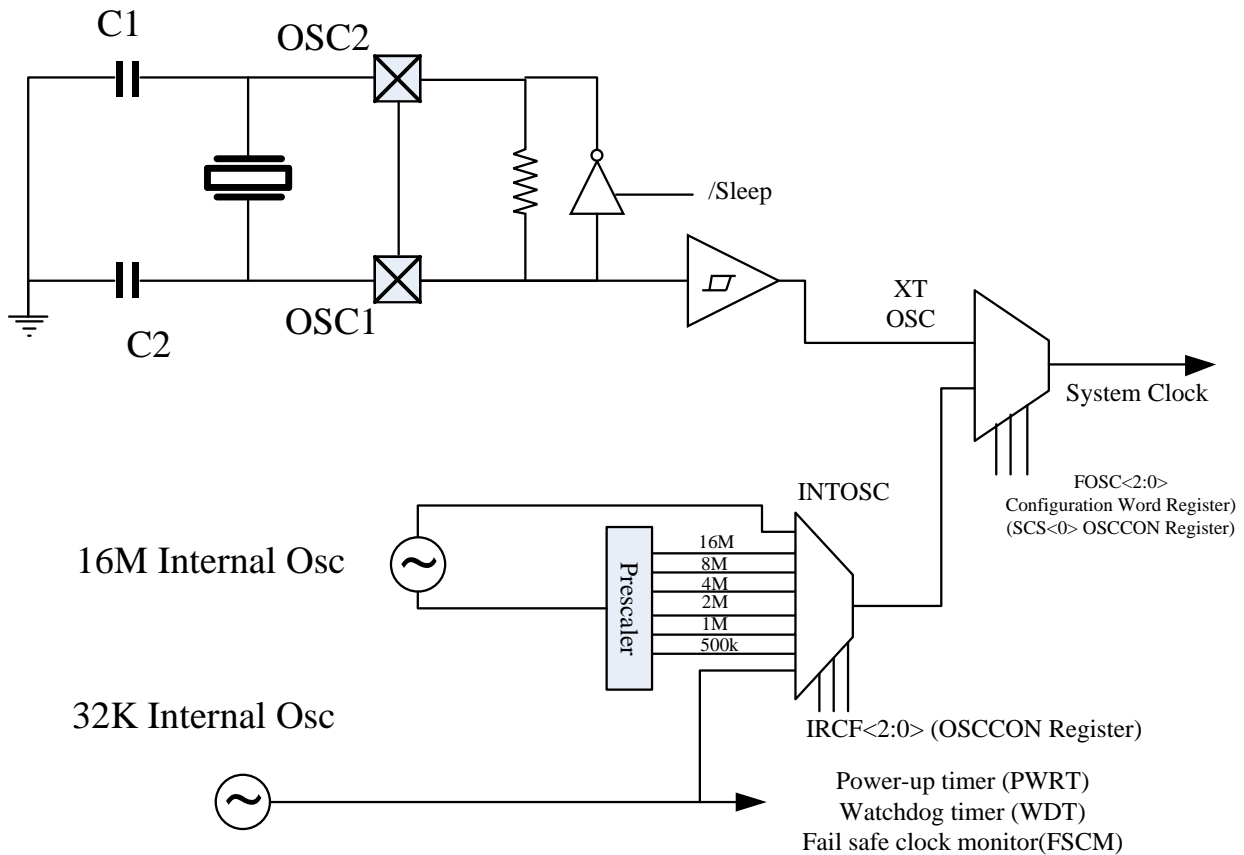 C1
OSC2
/Sleep
OSC1
C2
XT
OSC
System Clock
FOSC<2:0>
Configuration Word Register)
(SCS<0> OSCCON Register)
INTOSC
16M Internal Osc
Prescaler
16M
8M
4M
2M
1M
500k
32K Internal Osc
IRCF<2:0> (OSCCON Register)
Power-up timer (PWRT)
Watchdog timer (WDT)
Fail safe clock monitor(FSCM)